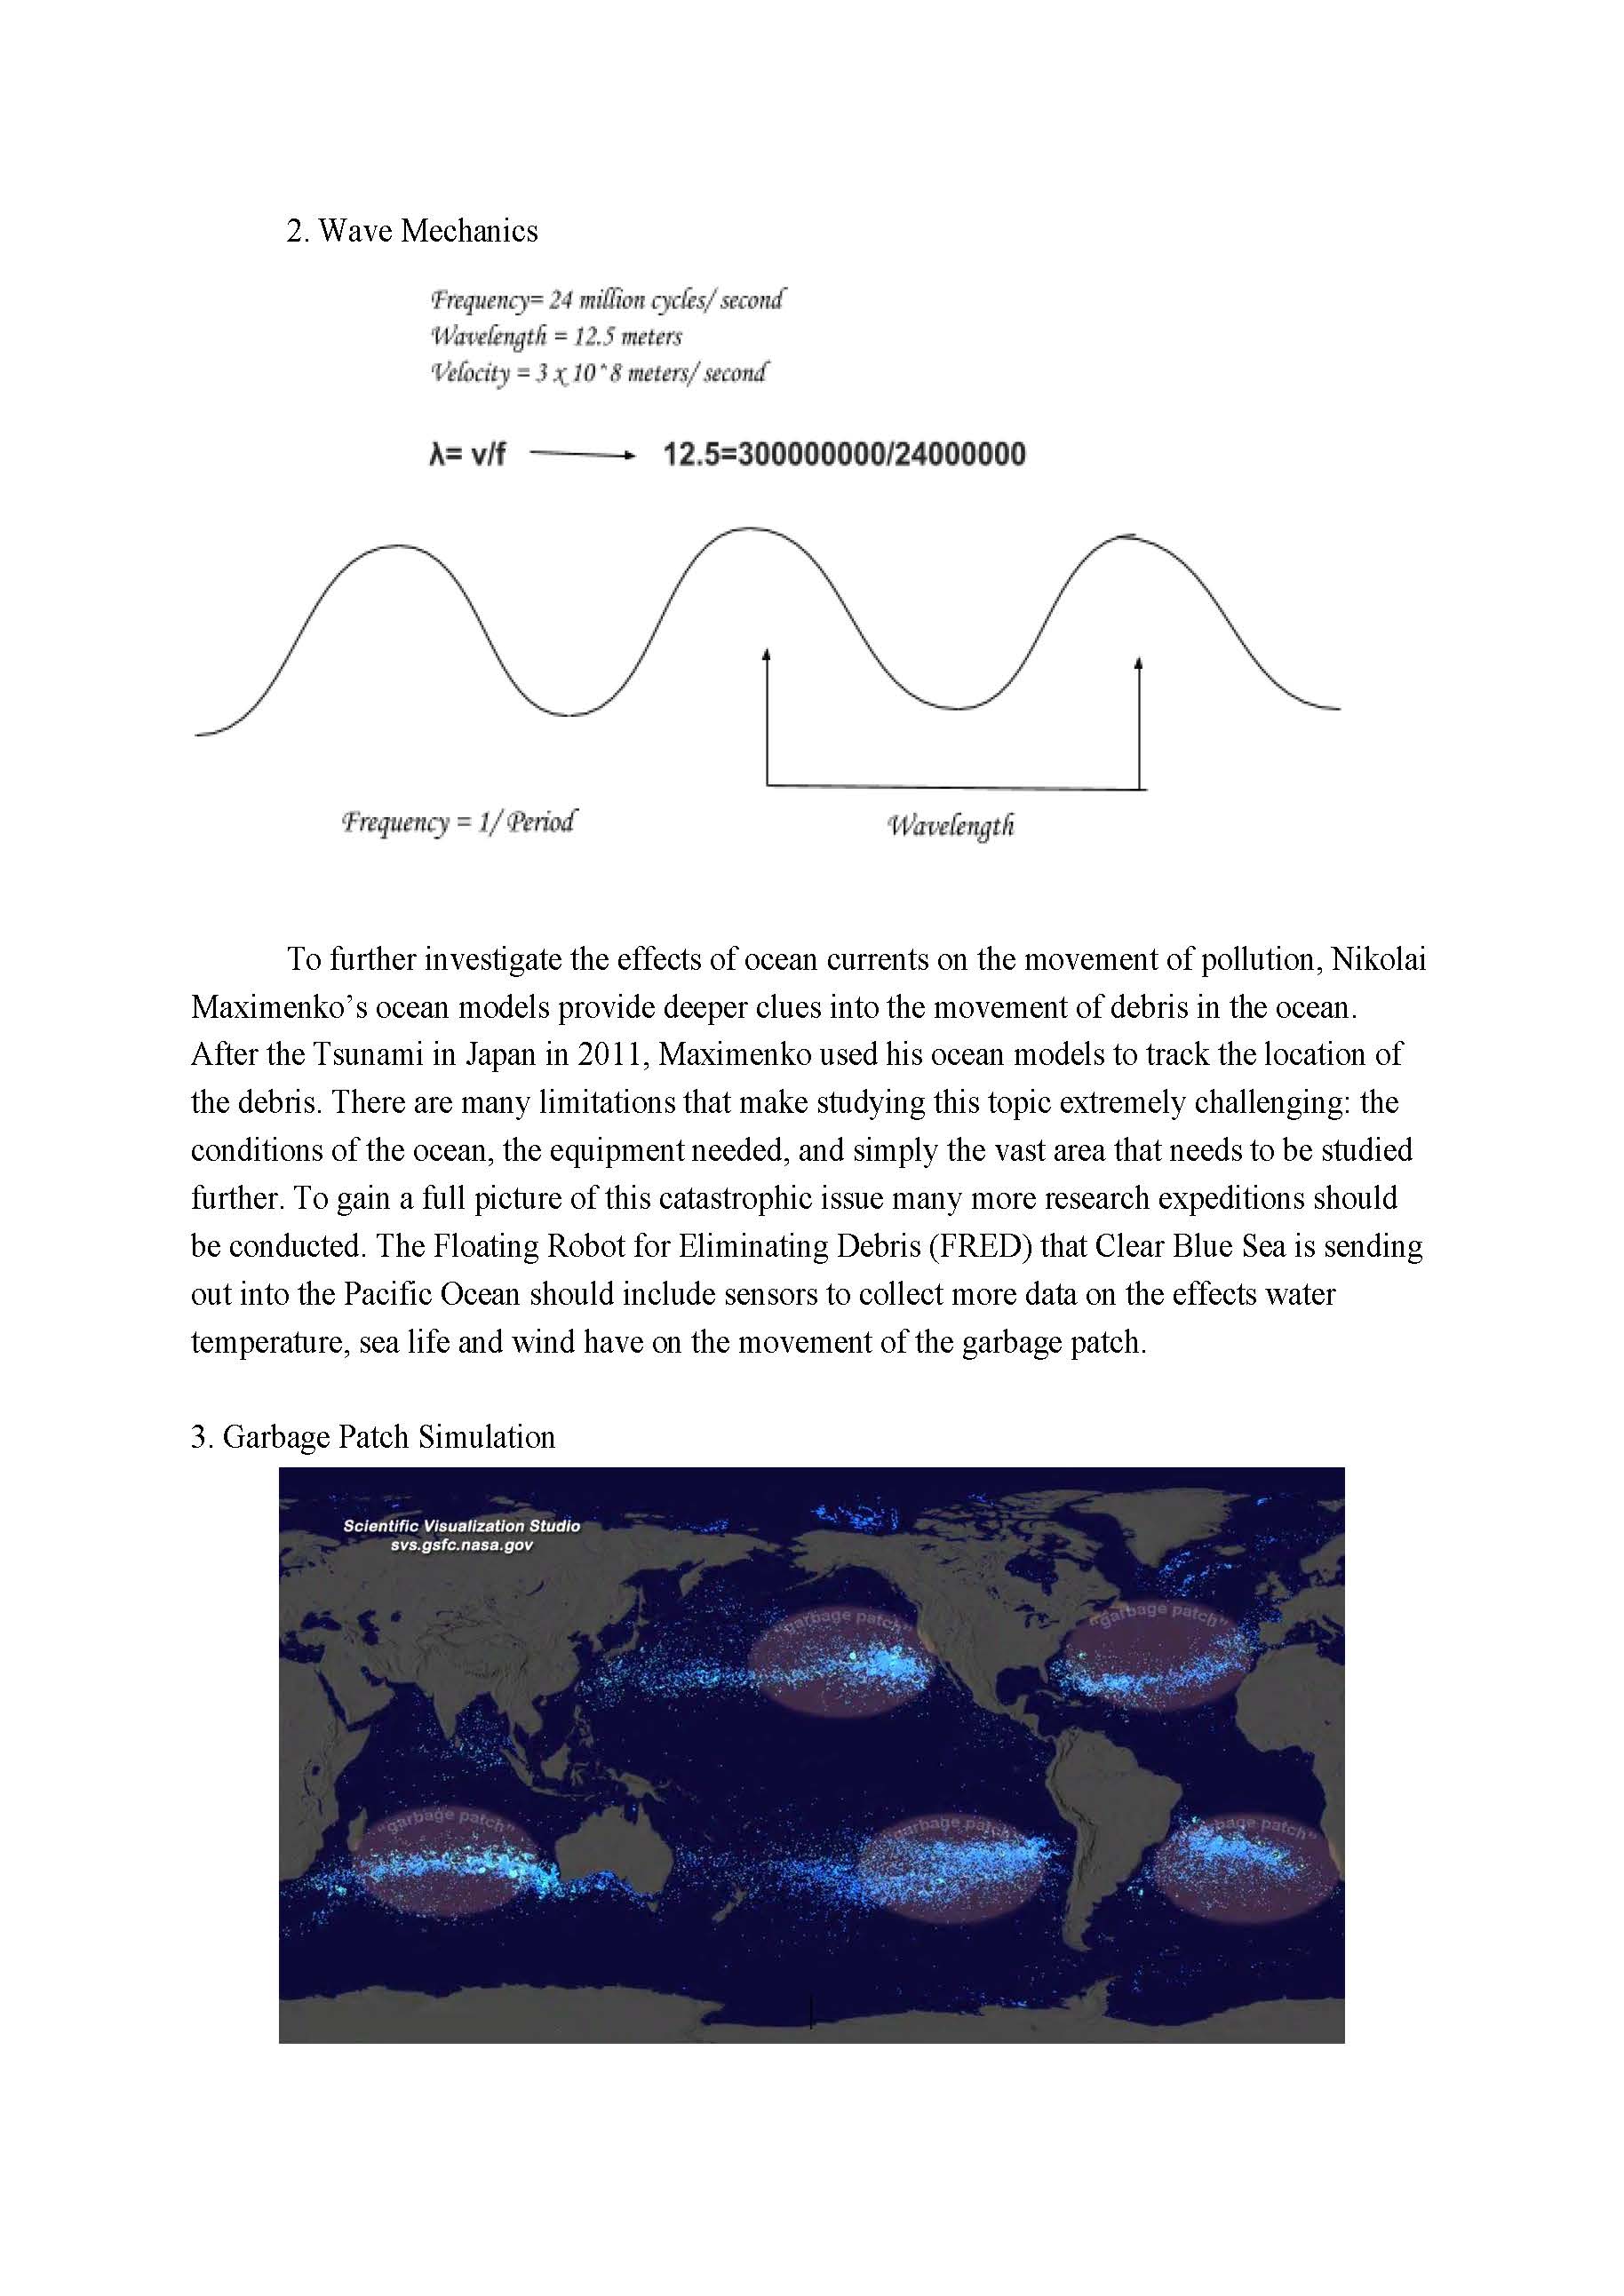 2. Wave Mechanics
Frequency= 24 million cycles/ second
Wavelength = 12.5 meters
Velocity = 3 x 10^8 meters/ second
λ= v/f 12.5=300000000/24000000
Frequency = 1/ Period
Wavelength
To further investigate the effects of ocean currents on the movement of pollution, Nikolai
Maximenko’s ocean models provide deeper clues into the movement of debris in the ocean.
After the Tsunami in Japan in 2011, Maximenko used his ocean models to track the location of
the debris. There are many limitations that make studying this topic extremely challenging: the
conditions of the ocean, the equipment needed, and simply the vast area that needs to be studied
further. To gain a full picture of this catastrophic issue many more research expeditions should
be conducted. The Floating Robot for Eliminating Debris (FRED) that Clear Blue Sea is sending
out into the Pacific Ocean should include sensors to collect more data on the effects water
temperature, sea life and wind have on the movement of the garbage patch.
3. Garbage Patch Simulation
Scientific Visualization Studio
svs.gsfc.nasa.gov
"garbage patch"
"garbage patch"
"garbage patch"
"garbage patch"
"garbage patch"